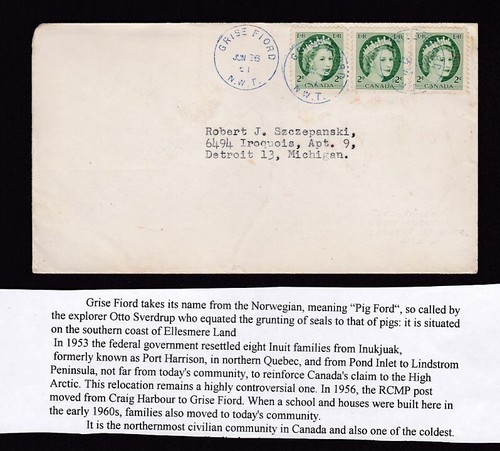 GRISE FIORD
JUN 26
61
N.W.T.
G
N.W.T.
E R E R E R
2¢ 2¢ 2¢ 2¢ 2¢ 2¢
CANADA CANADA CANADA
Robert J. Szczepanski,
6494 Iroquois, Apt. 9,
Detroit 13, Michigan.
Grise Fiord takes its name from the Norwegian, meaning "Pig Ford", so called by
the explorer Otto Sverdrup who equated the grunting of seals to that of pigs: it is situated
on the southern coast of Ellesmere Land
In 1953 the federal government resettled eight Inuit families from Inukjuak,
formerly known as Port Harrison, in northern Quebec, and from Pond Inlet to Lindstrom
Peninsula, not far from today's community, to reinforce Canada's claim to the High
Arctic. This relocation remains a highly controversial one. In 1956, the RCMP post
moved from Craig Harbour to Grise Fiord. When a school and houses were built here in
the early 1960s, families also moved to today's community.
It is the northernmost civilian community in Canada and also one of the coldest.